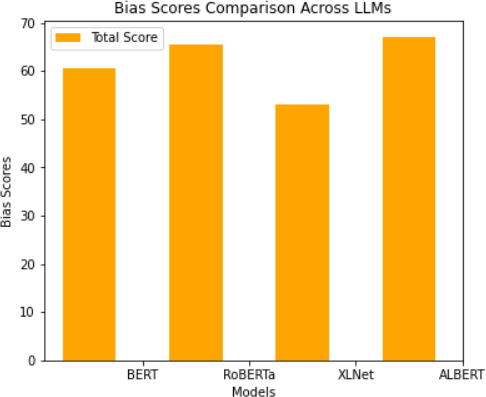 Bias Scores Comparison Across LLMs
Total Score
Bias Scores
70
60
50
40
30
20
10
0
BERT RoBERTa XLNet ALBERT
Models